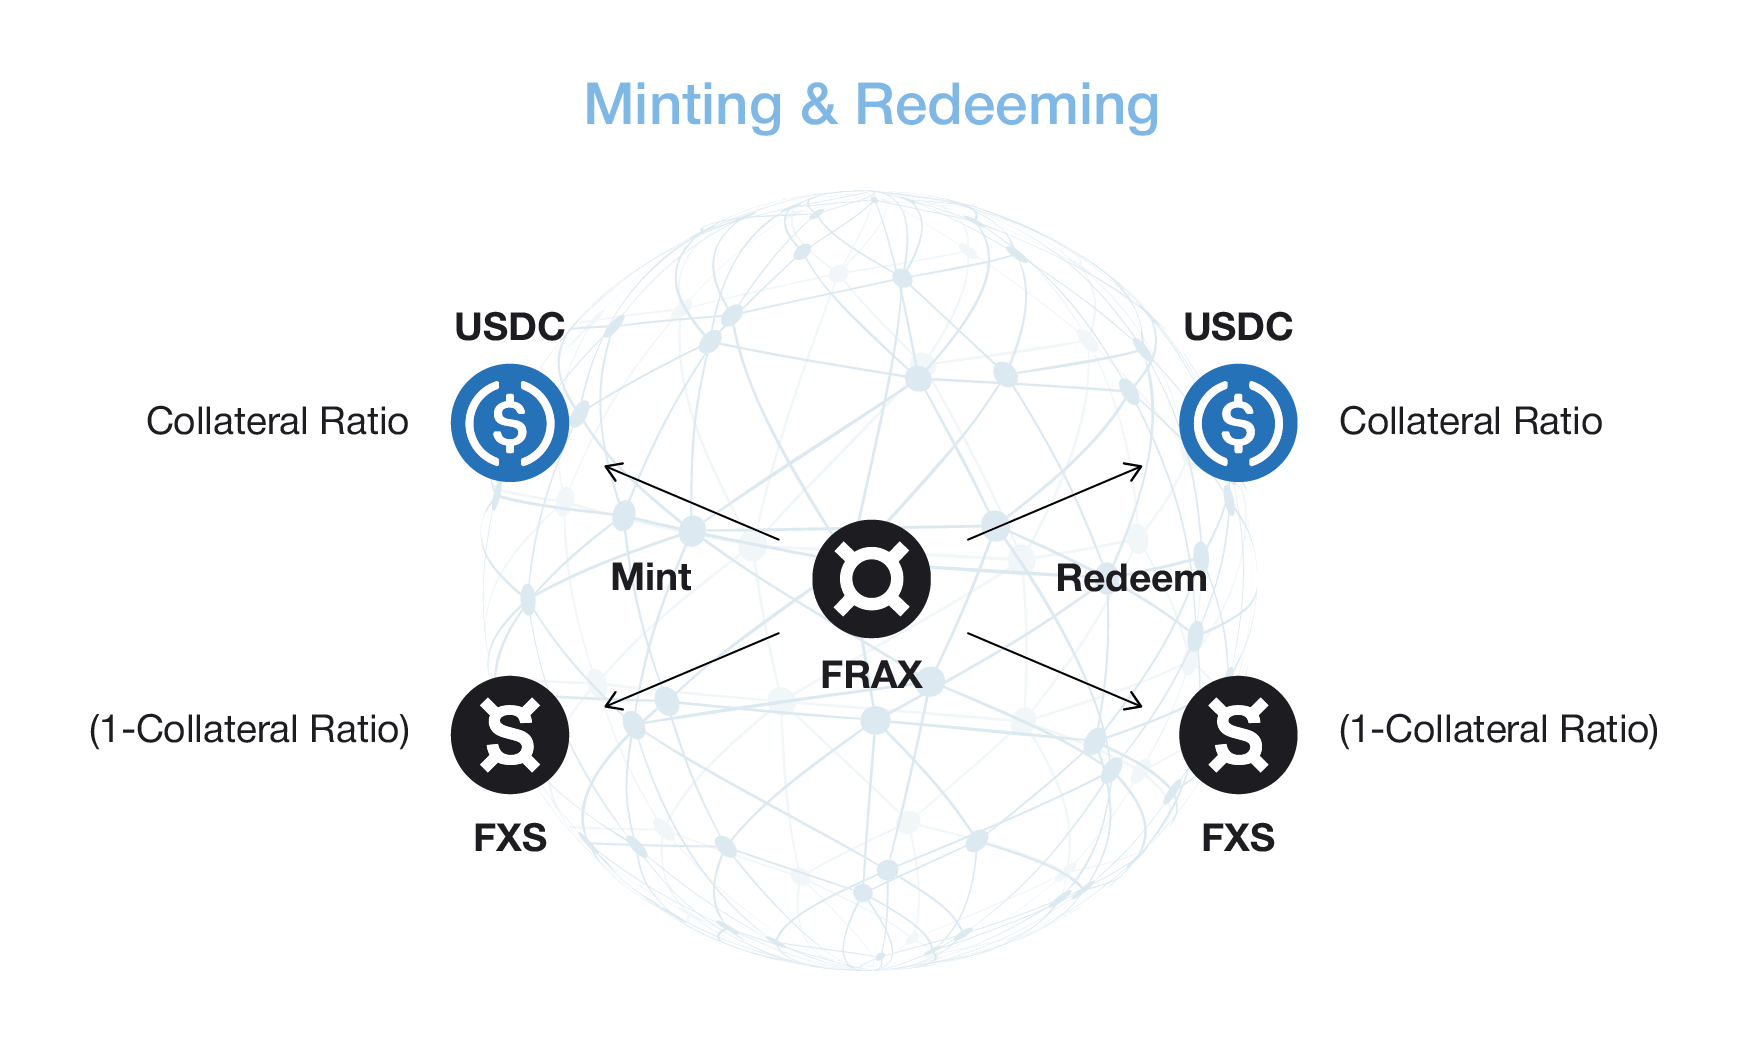 Minting & Redeeming
USDC
USDC
Collateral Ratio
Collateral Ratio
Mint
Redeem
FRAX
(1-Collateral Ratio)
(1-Collateral Ratio)
FXS
FXS